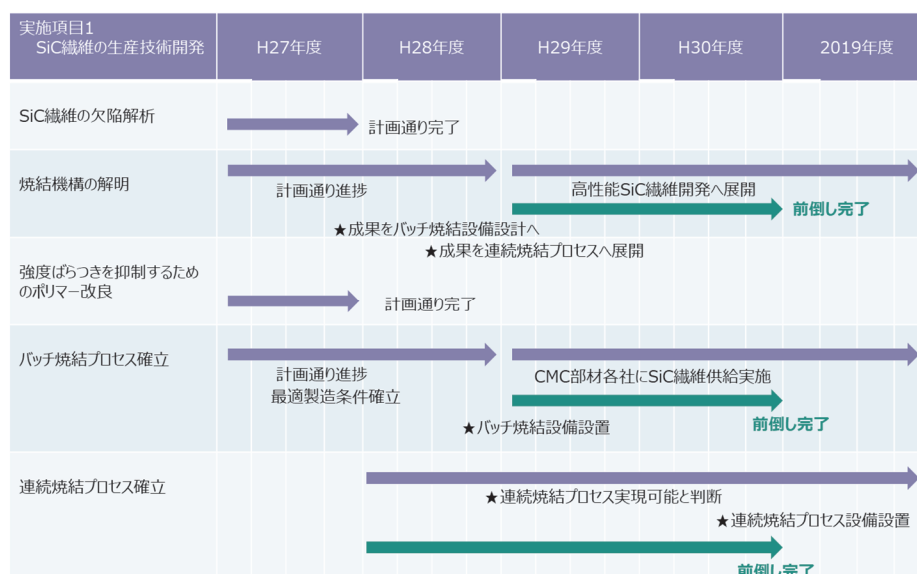 実施項目1
SiC繊維の生産技術開発
H27年度
H28年度
H29年度
H30年度
2019年度
SiC繊維の欠陥解析
計画通り完了
焼結機構の解明
計画通り進捗
高性能SiC繊維開発へ展開
前倒し完了
★成果をバッチ焼結設備設計へ
★成果を連続焼結プロセスへ展開
強度ばらつきを抑制するため
のポリマー改良
計画通り完了
バッチ焼結プロセス確立
計画通り進捗
最適製造条件確立
CMC部材各社にSiC繊維供給実施
前倒し完了
★バッチ焼結設備設置
連続焼結プロセス確立
★連続焼結プロセス実現可能と判断
★連続焼結プロセス設備設置
前倒し完了